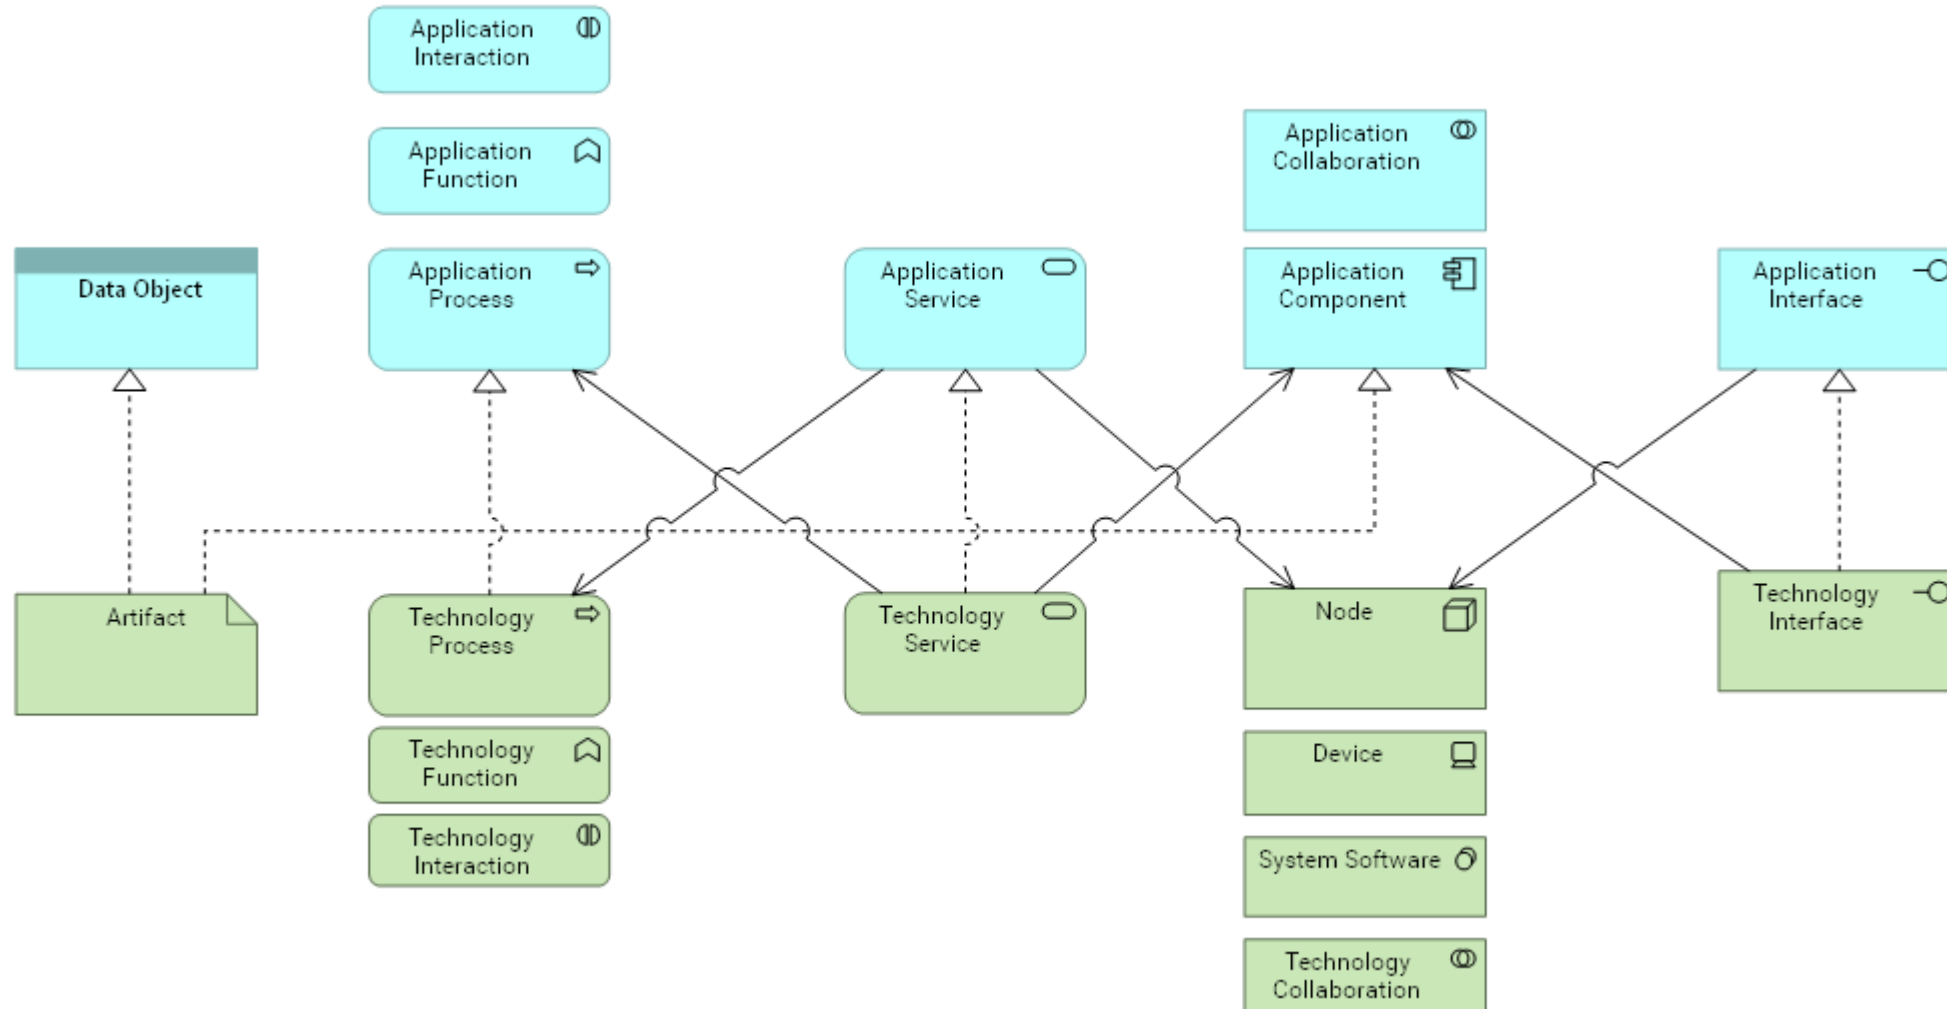 Application
Interaction
Application
Function
Application
Collaboration
Data Object
Application
Process
Application
Service
Application
Component
Application
Interface
Artifact
Technology
Process
Technology
Service
Node
Technology
Interface
Technology
Function
Device
Technology
Interaction
System Software
Technology
Collaboration